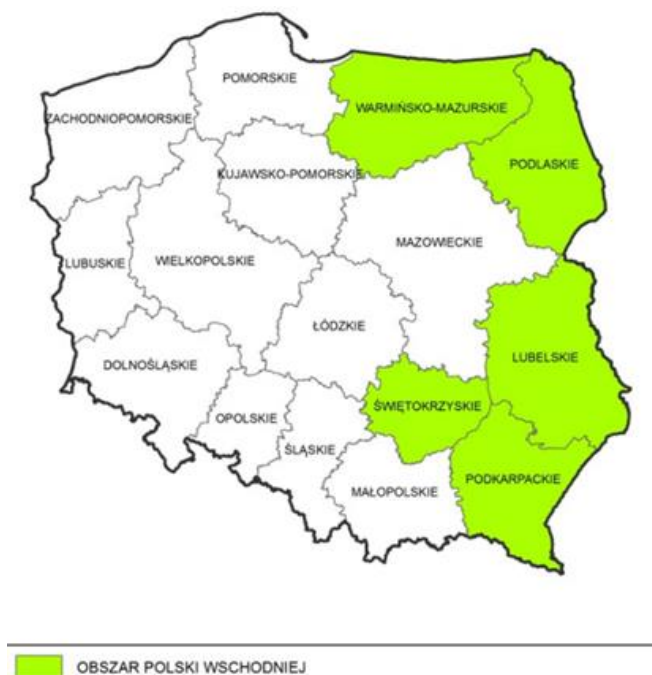 POMORSKIE
WARMIŃSKO-MAZURSKIE
ZACHODNIOPOMORSKIE
PODLASKIE
KUJAWSKO-POMORSKIE
MAZOWIECKIE
WIELKOPOLSKIE
LUBUSKIE
ŁÓDZKIE
LUBELSKIE
DOLNOŚLĄSKIE
ŚWIĘTOKRZYSKIE
OPOLSKIE
ŚLĄSKIE
PODKARPACKIE
MAŁOPOLSKIE
OBSZAR POLSKI WSCHODNIEJ